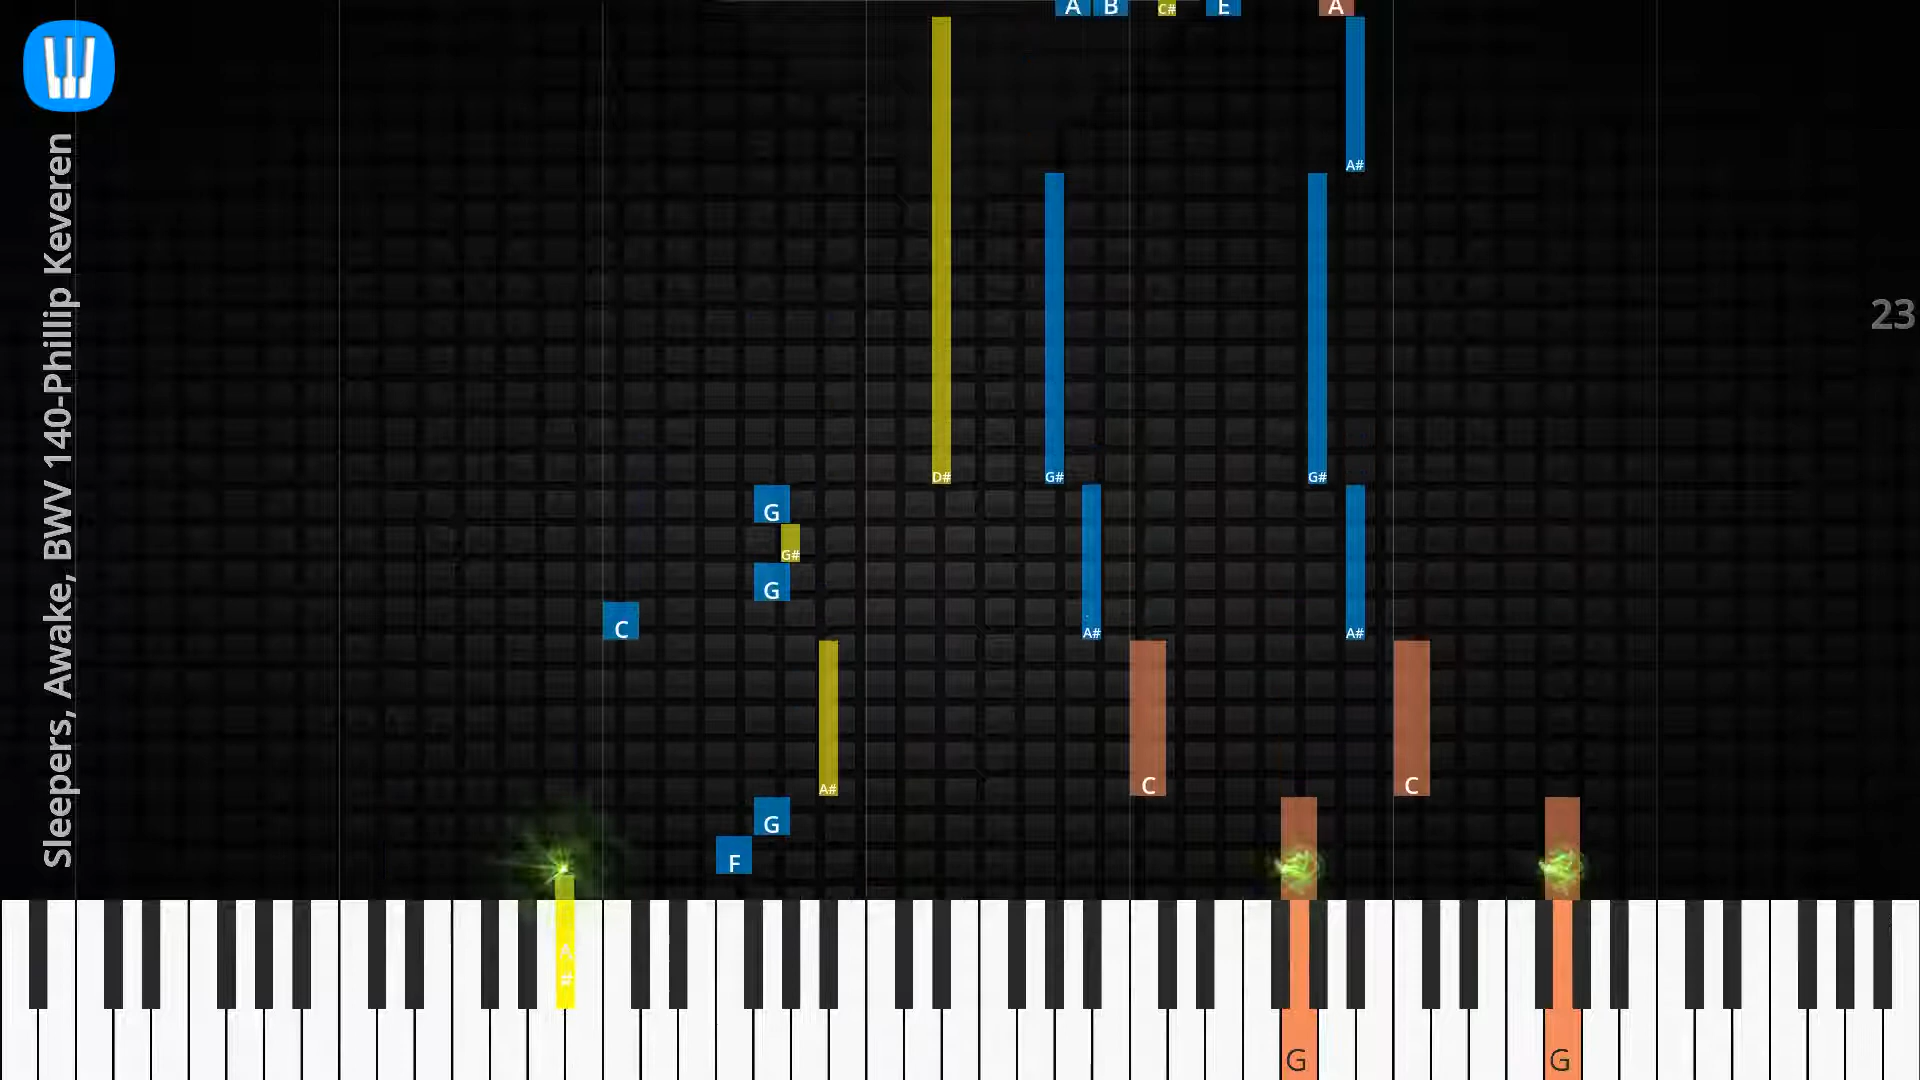 A B C# E A
A#
Sleepers, Awake, BWV 140-Phillip Keveren
23
D# G# G#
G
G#
G
C A# A#
A# C C
G
F
A
#
G G